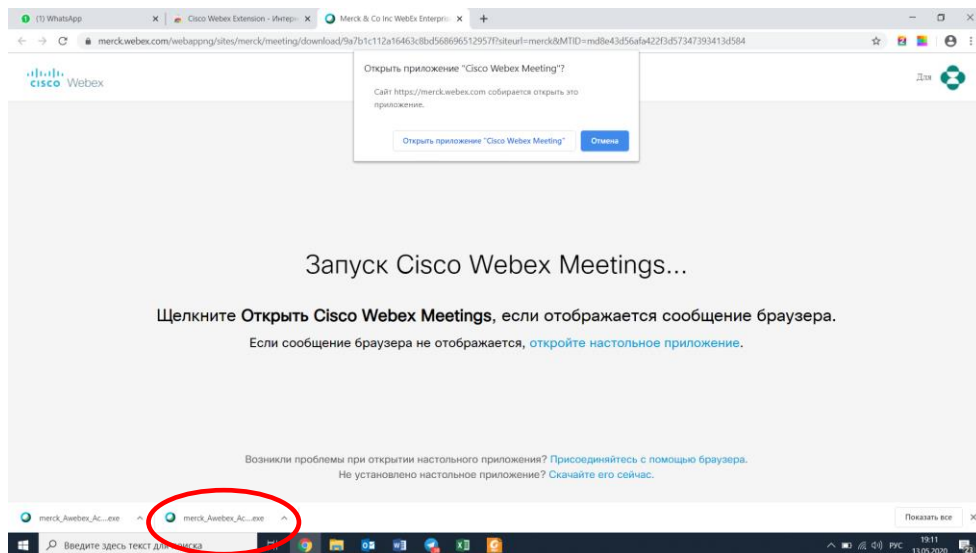 (1) WhatsApp
Cisco Webex Extension - Интерн
Merck & Co Inc WebEx Enterpris
merck.webex.com/webappng/sites/merck/meeting/download/9a7b1c112a16463c8bd568696512957f?siteurl=merck&MTID=md8e43d56afa422f3d57347393413d584
cisco Webex
Для
Открыть приложение "Cisco Webex Meeting"?
Сайт https://merck.webex.com собирается открыть это
приложение.
Открыть приложение "Cisco Webex Meeting"
Отмена
Запуск Cisco Webex Meetings...
Щелкните Открыть Cisco Webex Meetings, если отображается сообщение браузера.
Если сообщение браузера не отображается, откройте настольное приложение.
Возникли проблемы при открытии настольного приложения? Присоединяйтесь с помощью браузера.
Не установлено настольное приложение? Скачайте его сейчас.
merck_Awebex_Ac....exe
merck_Awebex_Ac....exe
Показать все
Введите здесь текст для поиска
РУС
19:11
13.05.2020